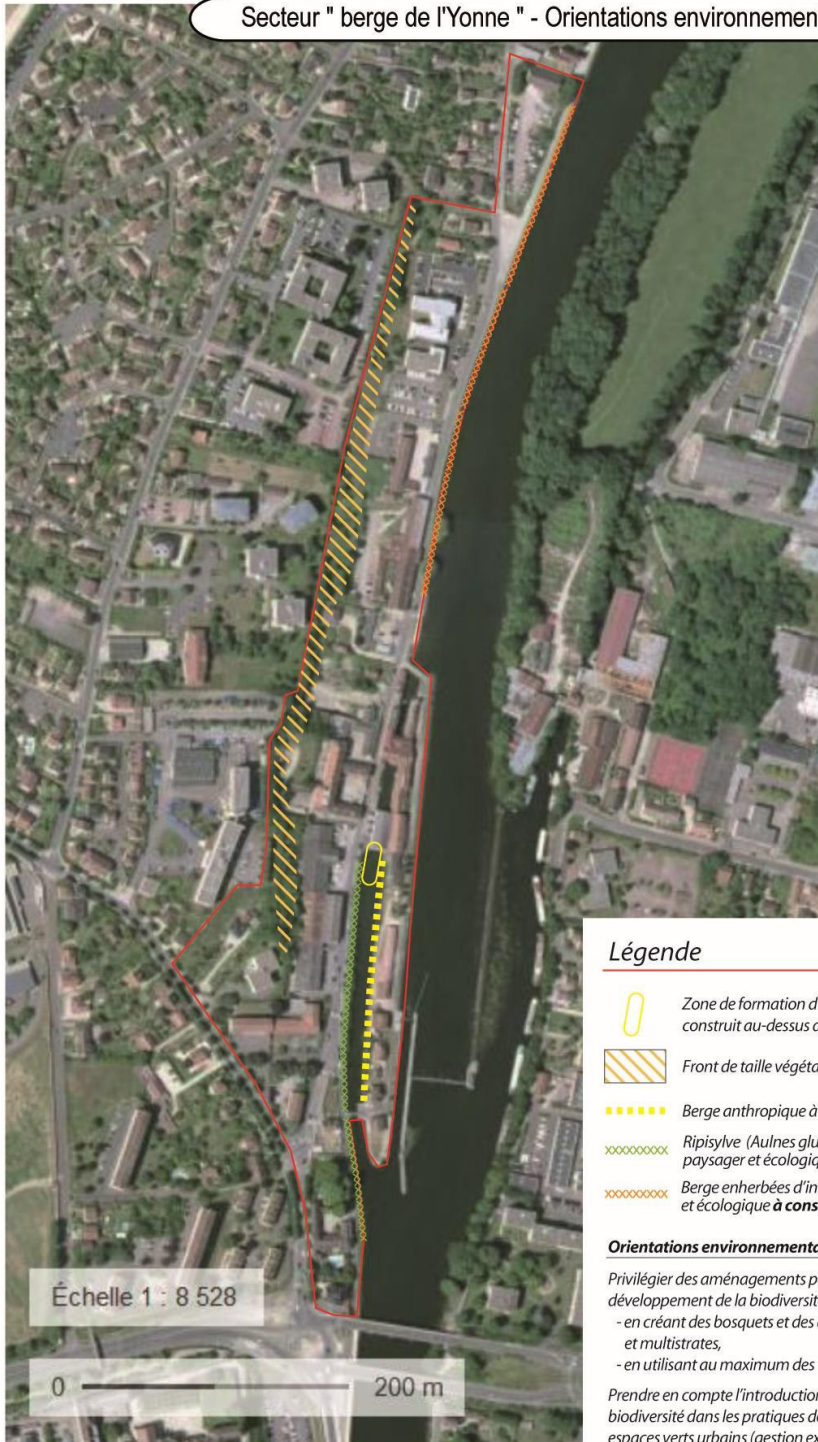 Secteur " berge de l'Yonne " - Orientations environnemen
Échelle 1 : 8 528
0 200 m
Légende
Zone de formation d
construit au-dessus d
Front de taille végéta
Berge anthropique à
Ripisylve (Aulnes glu
paysager et écologiq
Berge enherbées d'in
et écologique à cons
Orientations environnementa
Privilégier des aménagements p
développement de la biodiversit
- en créant des bosquets et des
et multistrates,
- en utilisant au maximum des
Prendre en compte l'introduction
biodiversité dans les pratiques de
espaces verts urbains (gestion ex